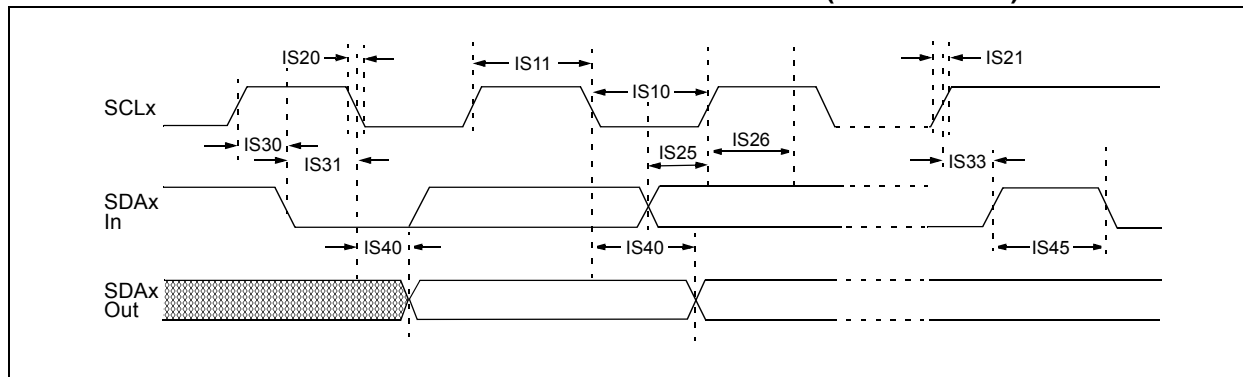 IS20
IS11
IS21
IS10
SCLx
IS30
IS31
IS25
IS26
IS33
SDAx
In
IS40
IS40
IS45
SDAx
Out